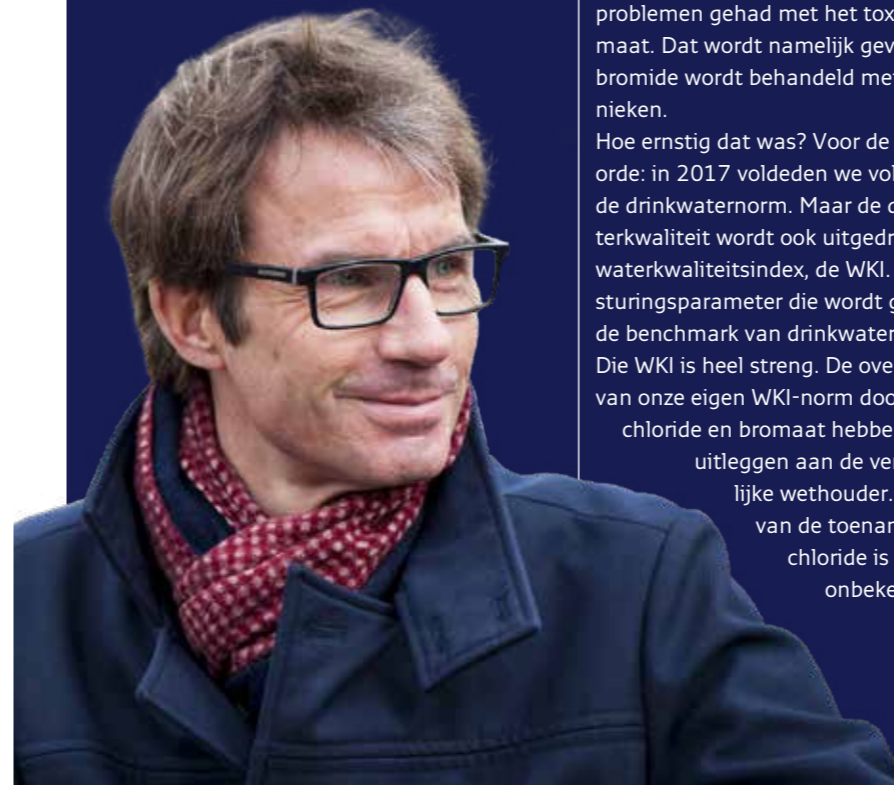 problemen gehad met het tox
maat. Dat wordt namelijk gev
bromide wordt behandeld me
nieken.
Hoe ernstig dat was? Voor de
orde: in 2017 voldeden we vol
de drinkwaternorm. Maar de d
terkwaliteit wordt ook uitgedr
waterkwaliteitsindex, de WKI.
sturingsparameter die wordt g
de benchmark van drinkwater
Die WKI is heel streng. De ove
van onze eigen WKI-norm doo
chloride en bromaat hebbe
uitleggen aan de ver
lijke wethouder.
van de toenar
chloride is
onbeke